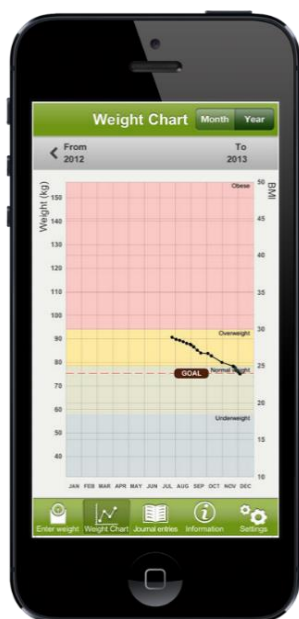 Weight Chart
Month
Year
From
2012
To
2013
Weight (kg)
BMI
150
140
130
120
110
100
90
80
70
60
50
40
50
45
40
35
30
25
20
15
10
Obese
Overweight
Normal weight
Underweight
GOAL
JAN FEB MAR APR MAY JUN JUL AUG SEP OCT NOV DEC
Enter weight
Weight Chart
Journal entries
Information
Settings